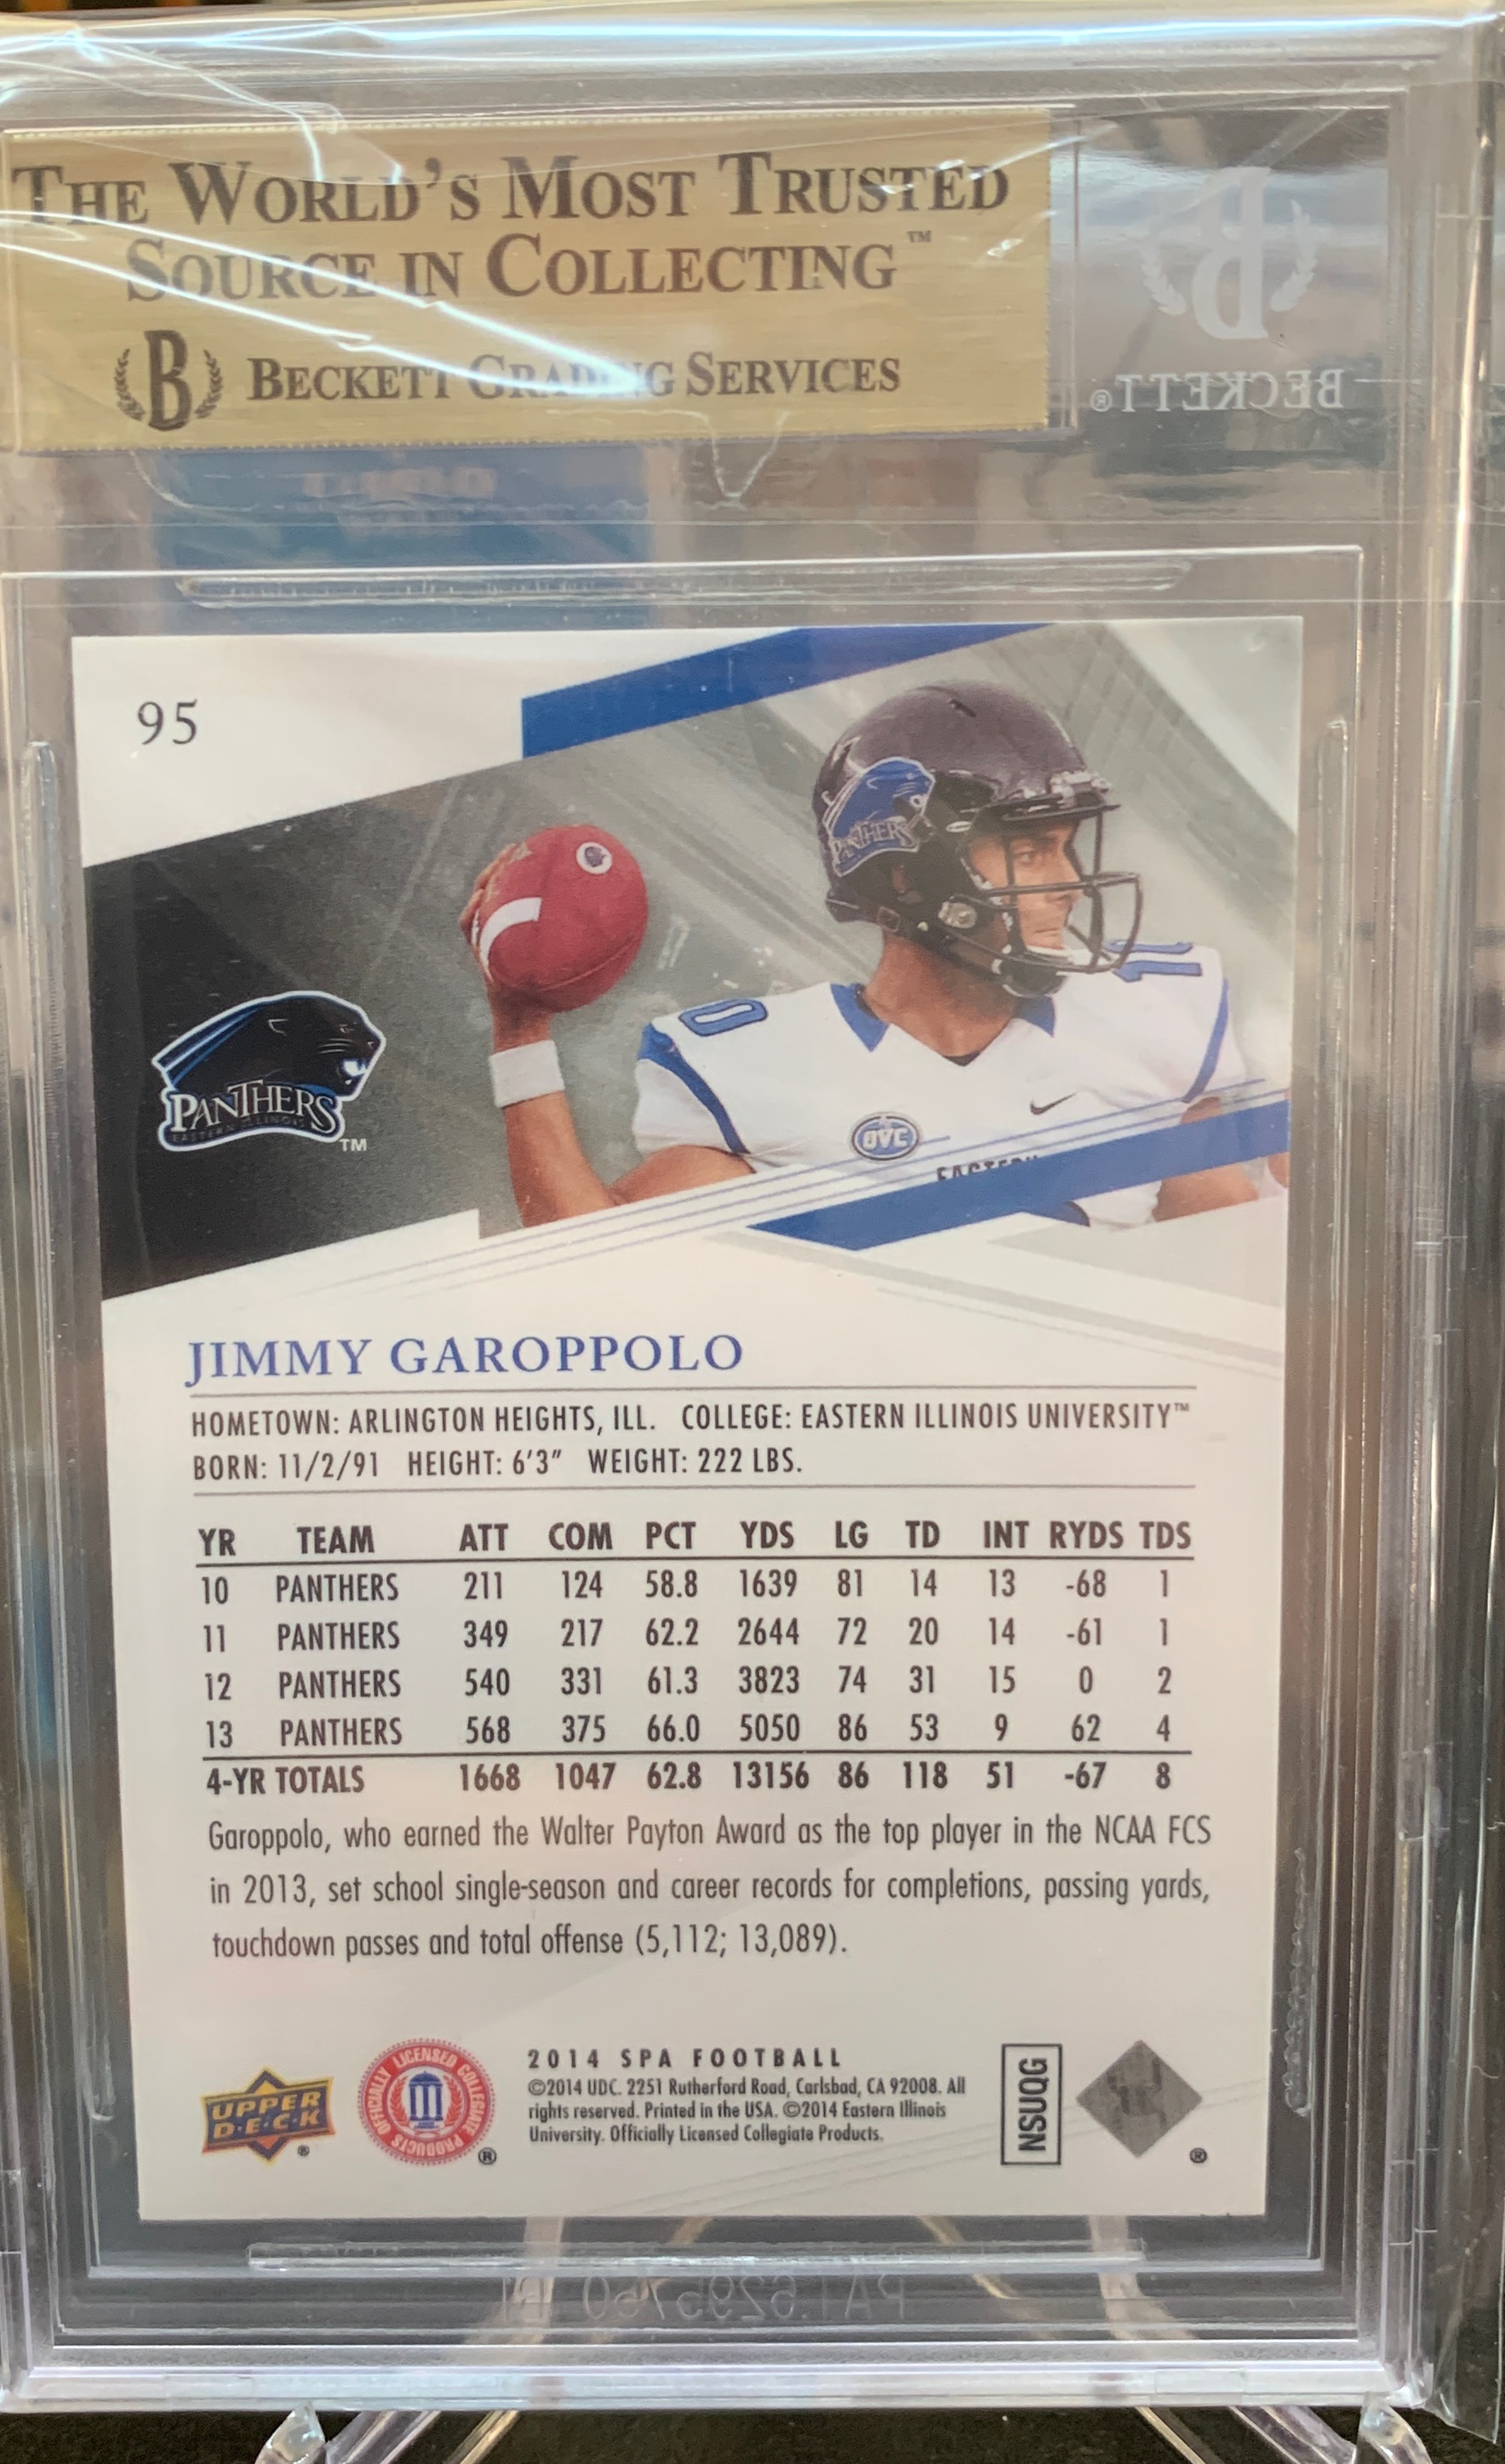 THE WORLD'S MOST TRUSTED
SOURCE IN COLLECTING™
B BECKETT GRADING SERVICES
B
BECKETT®
95
PANTHERS
10
10
OVC
PANTHERS
EASTERN ILLINOIS
TM
EASTERN
JIMMY GAROPPOLO
HOMETOWN: ARLINGTON HEIGHTS, ILL. COLLEGE: EASTERN ILLINOIS UNIVERSITY™
BORN: 11/2/91 HEIGHT: 6'3" WEIGHT: 222 LBS.
YR TEAM ATT COM PCT YDS LG TD INT RYDS TDS
10 PANTHERS 211 124 58.8 1639 81 14 13 -68 1
11 PANTHERS 349 217 62.2 2644 72 20 14 -61 1
12 PANTHERS 540 331 61.3 3823 74 31 15 0 2
13 PANTHERS 568 375 66.0 5050 86 53 9 62 4
4-YR TOTALS 1668 1047 62.8 13156 86 118 51 -67 8
Garoppolo, who earned the Walter Payton Award as the top player in the NCAA FCS
in 2013, set school single-season and career records for completions, passing yards,
touchdown passes and total offense (5,112; 13,089).
UPPER
D·E·C·K
®
OFFICIALLY LICENSED COLLEGIATE PRODUCTS
®
2014 SPA FOOTBALL
©2014 UDC. 2251 Rutherford Road, Carlsbad, CA 92008. All
rights reserved. Printed in the USA. ©2014 Eastern Illinois
University. Officially Licensed Collegiate Products.
NSUQG
®